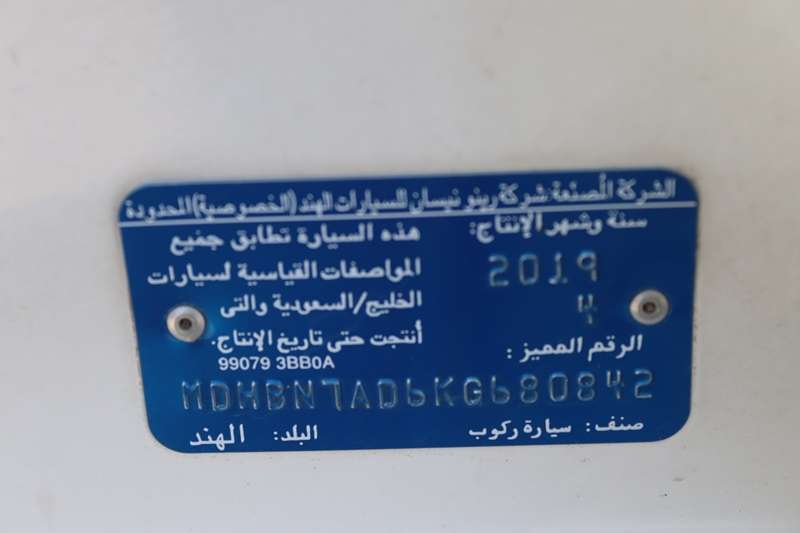 الشركة المصنعة شركة رينو نيسان للسيارات الهند (الخصوصية) المحدودة
سنة وشهر الإنتاج:
2019
4
هذه السيارة تطابق جميع
المواصفات القياسية لسيارات
الخليج/السعودية والتى
أنتجت حتى تاريخ الإنتاج.
99079 3BB0A
الرقم المميز :
MDHBN7AD6KG680842
صنف: سيارة ركوب
البلد: الهند